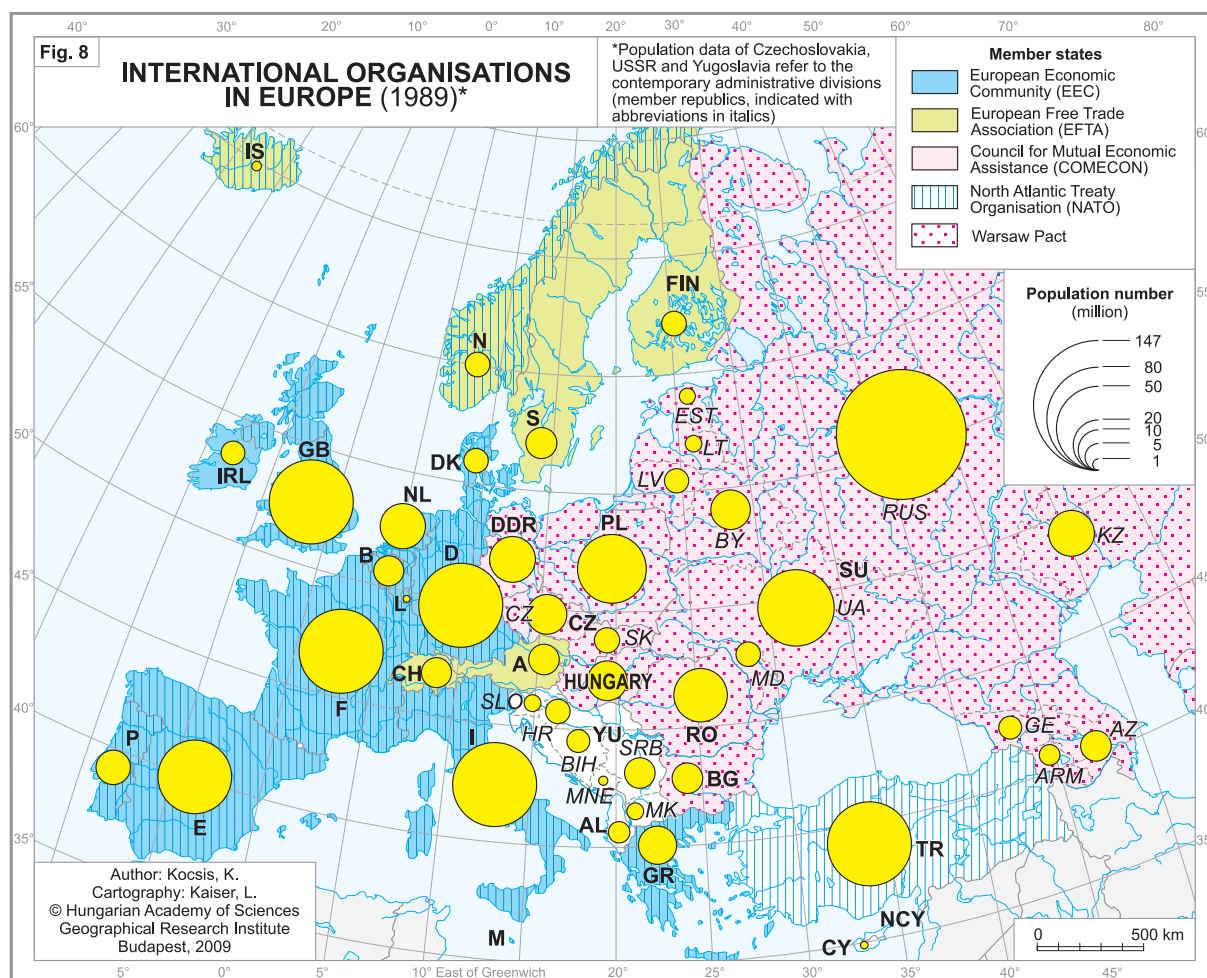 40°
30°
20°
10°
0°
10°
20°
30°
40°
50°
60°
70°
80°
Fig. 8
INTERNATIONAL ORGANISATIONS
IN EUROPE (1989)*
*Population data of Czechoslovakia,
USSR and Yugoslavia refer to the
contemporary administrative divisions
(member republics, indicated with
abbreviations in italics)
Member states
European Economic
Community (EEC)
European Free Trade
Association (EFTA)
Council for Mutual Economic
Assistance (COMECON)
North Atlantic Treaty
Organisation (NATO)
Warsaw Pact
Population number
(million)
147
80
50
20
10
5
1
60°
55°
50°
45°
40°
35°
60
55
50
45°
40°
35
IS
FIN
N
S
EST
LT
LV
DK
GB
IRL
NL
DDR
PL
BY
RUS
KZ
B
D
L
CZ
CZ
SK
SU
UA
CH
A
HUNGARY
MD
F
SLO
HR
YU
RO
GE
AZ
P
I
BIH
SRB
BG
ARM
MNE
MK
E
AL
GR
TR
NCY
CY
M
Author: Kocsis, K.
Cartography: Kaiser, L.
© Hungarian Academy of Sciences
Geographical Research Institute
Budapest, 2009
0 500 km
5°
0°
5°
10° East of Greenwich
20°
25°
30°
35°
40°
45°